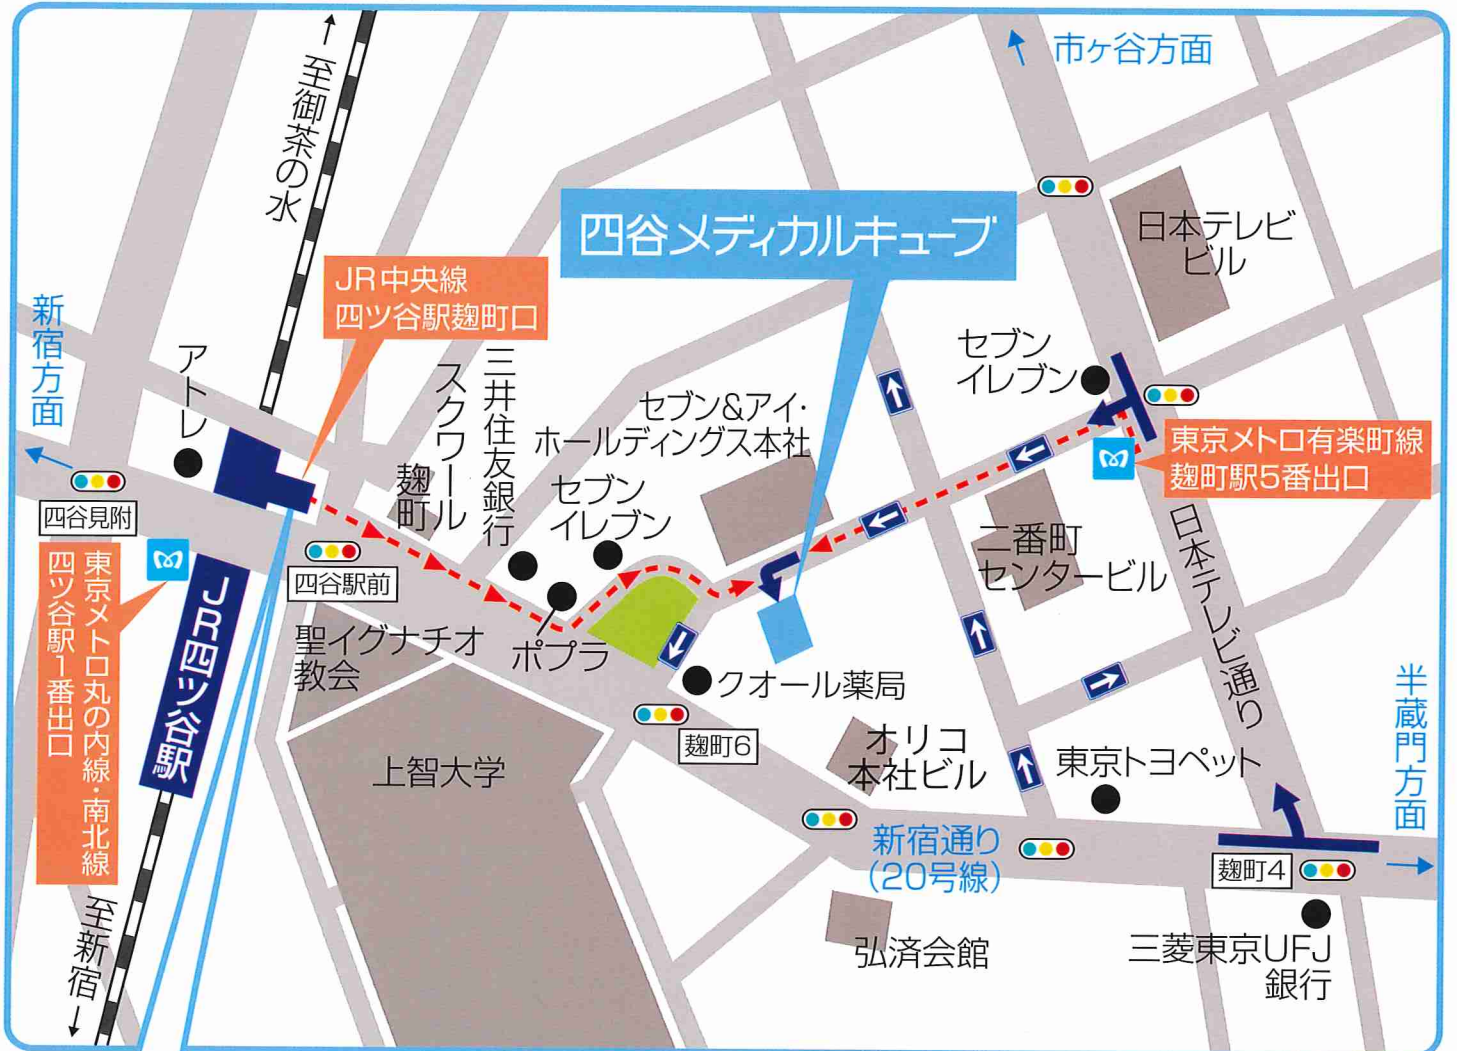 ↑至御茶の水
市ヶ谷方面
日本テレビ
ビル
四谷メディカルキューブ
JR中央線
四ツ谷駅麹町口
新宿方面
アトレ
スクワール
麹町
三井住友銀行
セブン&アイ・
ホールディングス本社
セブン
イレブン
セブン
イレブン
東京メトロ有楽町線
麹町駅5番出口
四谷見附
四谷駅前
東京メトロ丸の内線・南北線
四ツ谷駅1番出口
JR四ツ谷駅
聖イグナチオ
教会
ポプラ
二番町
センタービル
日本テレビ通り
クオール薬局
麹町6
上智大学
オリコ
本社ビル
東京トヨペット
半蔵門方面
新宿通り
(20号線)
麹町4
弘済会館
三菱東京UFJ
銀行
至新宿→